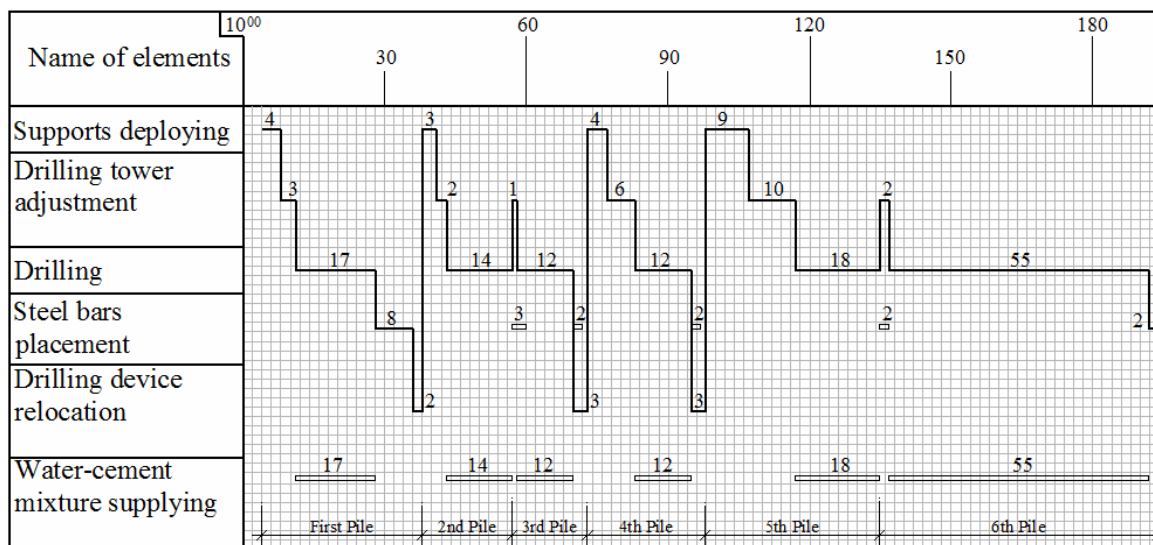 10⁰⁰ 60 120 180
Name of elements
30 90 150
Supports deploying 4 3 4 9
Drilling tower
adjustment
3 2 1 6 10 2
Drilling 17 14 12 12 18 55
Steel bars
placement
8 3 2 2 2 2
Drilling device
relocation
2 3 3
Water-cement
mixture supplying
17 14 12 12 18 55
First Pile 2nd Pile 3rd Pile 4th Pile 5th Pile 6th Pile